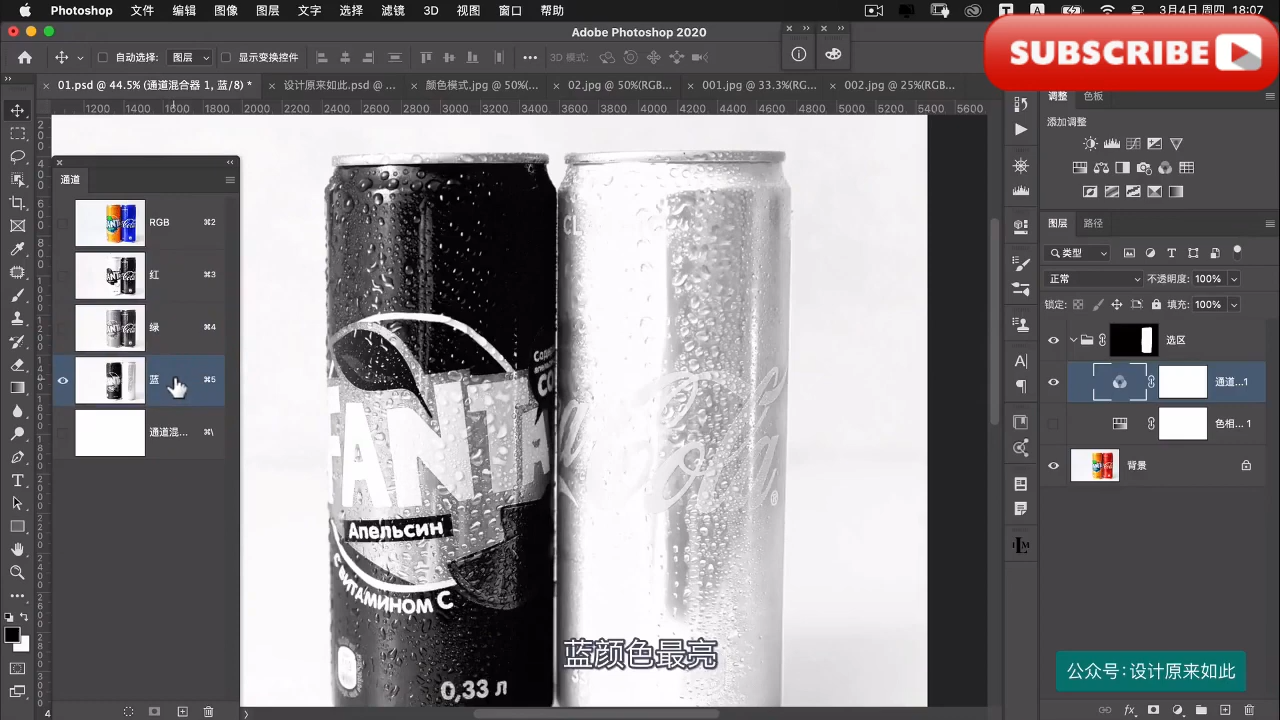 Photoshop 文件 编辑 图像 图层 文字 选择 滤镜 3D 视图 窗口 帮助
3月4日 周四 18:07
Adobe Photoshop 2020
SUBSCRIBE
自动选择: 图层 显示变换控件
3D 模式:
01.psd @ 44.5% (通道混合器 1, 蓝/8) *
设计原来如此.psd @ ...
颜色模式.jpg @ 50%(...
02.jpg @ 50%(RGB...
001.jpg @ 33.3%(RG...
002.jpg @ 25%(RGB...
1200 1400 1600 1800 2000 2200 2400 2600 2800 3000 3200 3400 3600 3800 4000 4200 4400 4600 4800 5000 5200 5400 5600
通道
RGB ⌘2
红 ⌘3
绿 ⌘4
蓝 ⌘5
通道混... ⌘\
调整 色板
添加调整
图层 路径
类型
正常 不透明度: 100%
锁定: 填充: 100%
选区
通道...1
色相... 1
背景
Апельсин
С ВИТАМИНОМ С
0,33 л
蓝颜色最亮
公众号:设计原来如此